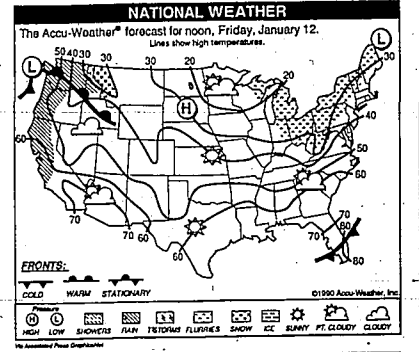 NATIONAL WEATHER
The Accu-Weather® forecast for noon, Friday, January 12.
Lines show high temperatures.
50 40 30 30 20 20 L 30
L
H
40
60
50
60
70 70 60 60 70 80
70
80
FRONTS:
COLD WARM STATIONARY
©1990 Accu-Weather, Inc.
Pressure
H L
HIGH LOW SHOWERS RAIN T-STORMS FLURRIES SNOW ICE SUNNY PT. CLOUDY CLOUDY
Via Associated Press GraphicsNet